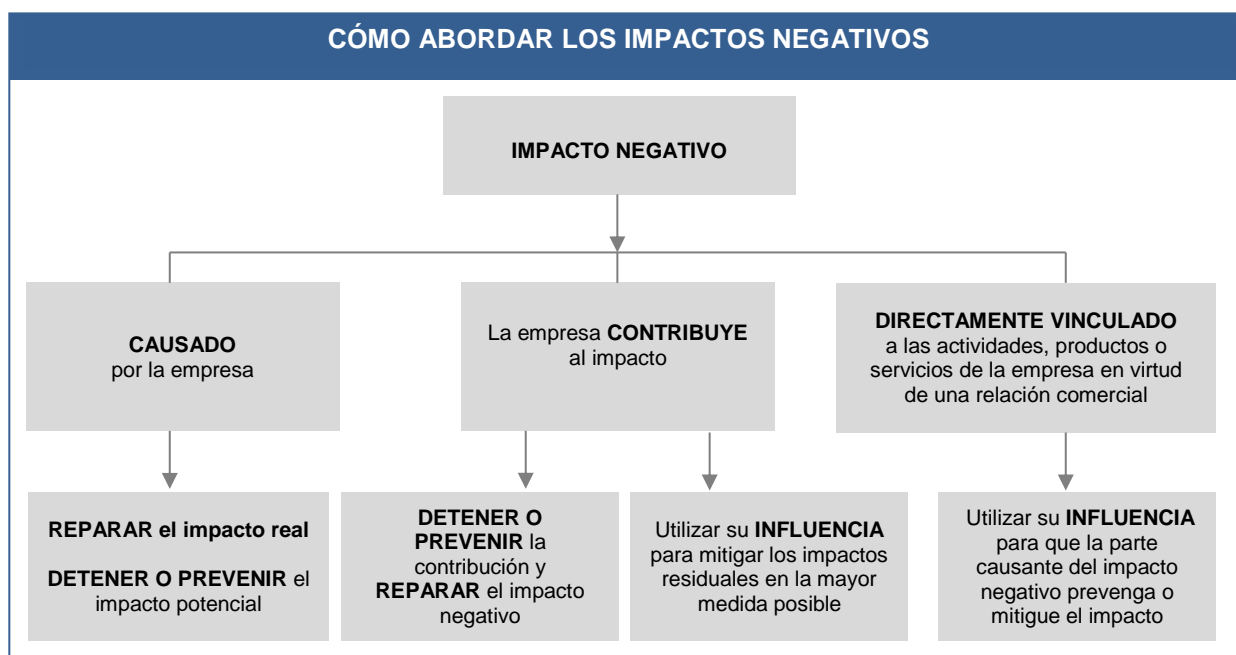 CÓMO ABORDAR LOS IMPACTOS NEGATIVOS
IMPACTO NEGATIVO
CAUSADO
por la empresa
La empresa CONTRIBUYE
al impacto
DIRECTAMENTE VINCULADO
a las actividades, productos o
servicios de la empresa en virtud
de una relación comercial
REPARAR el impacto real
DETENER O PREVENIR el
impacto potencial
DETENER O
PREVENIR la
contribución y
REPARAR el impacto
negativo
Utilizar su INFLUENCIA
para mitigar los impactos
residuales en la mayor
medida posible
Utilizar su INFLUENCIA
para que la parte
causante del impacto
negativo prevenga o
mitigue el impacto